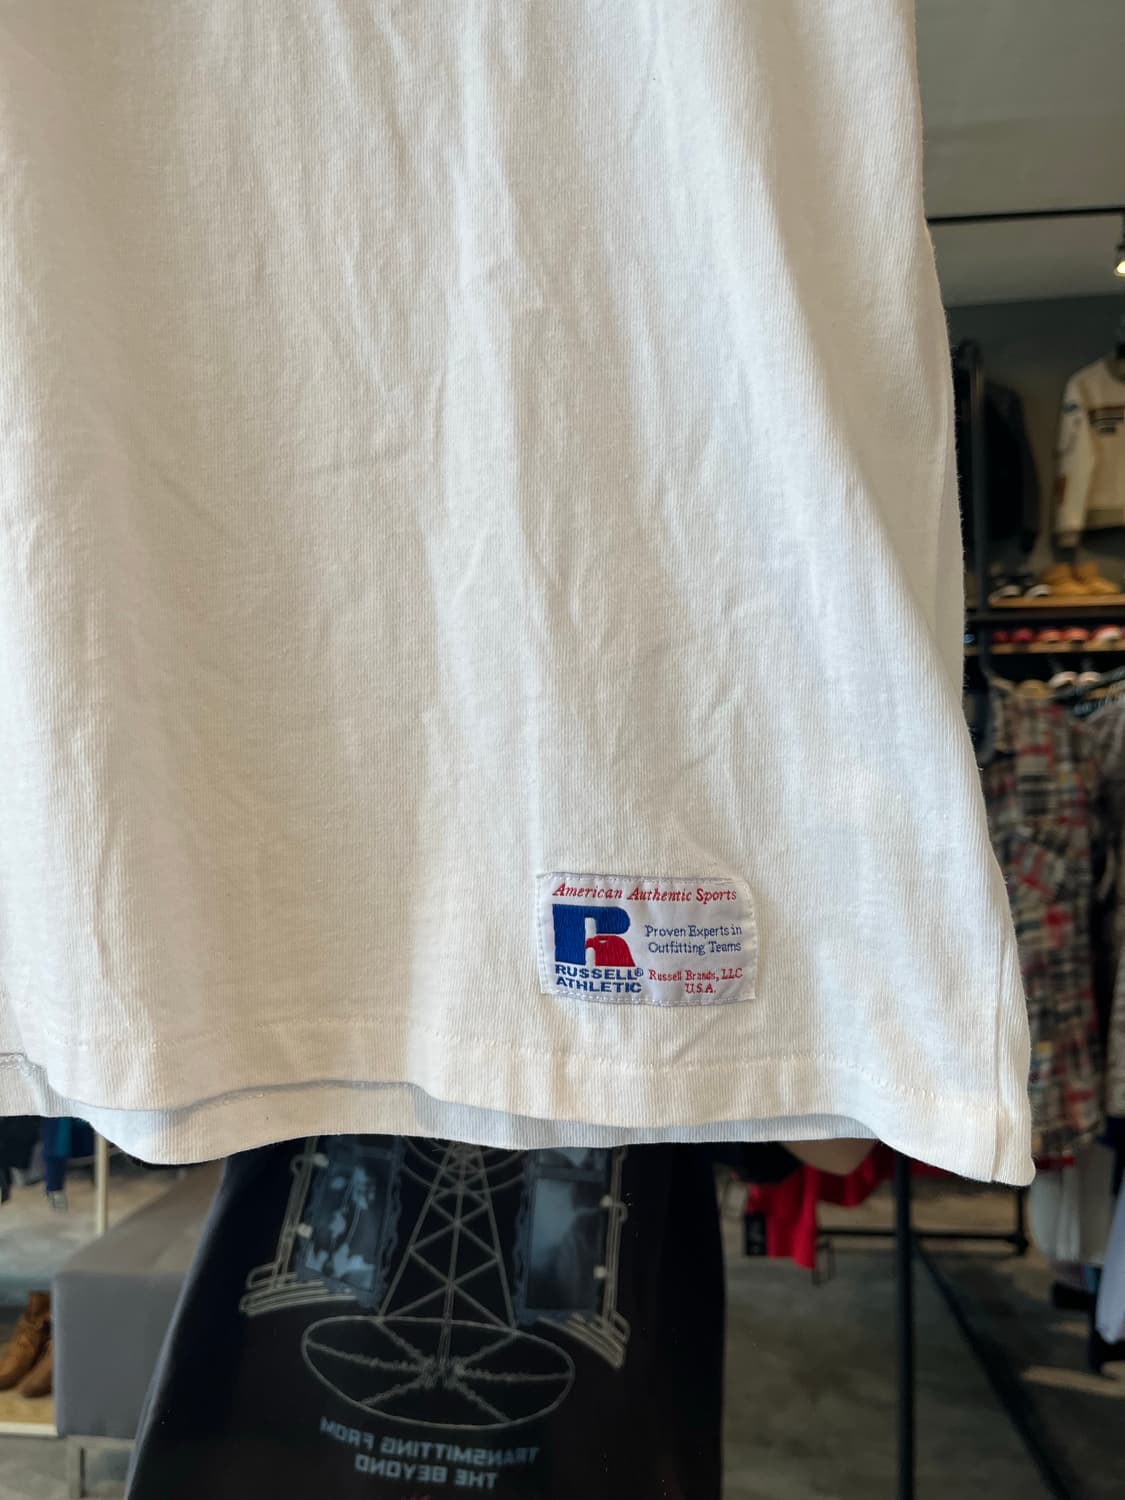 American Authentic Sports
Proven Experts in
Outfitting Teams
RUSSELL®
ATHLETIC
Russell Brands, LLC
U.S.A.
TRANSMITTING FROM
THE BEYOND